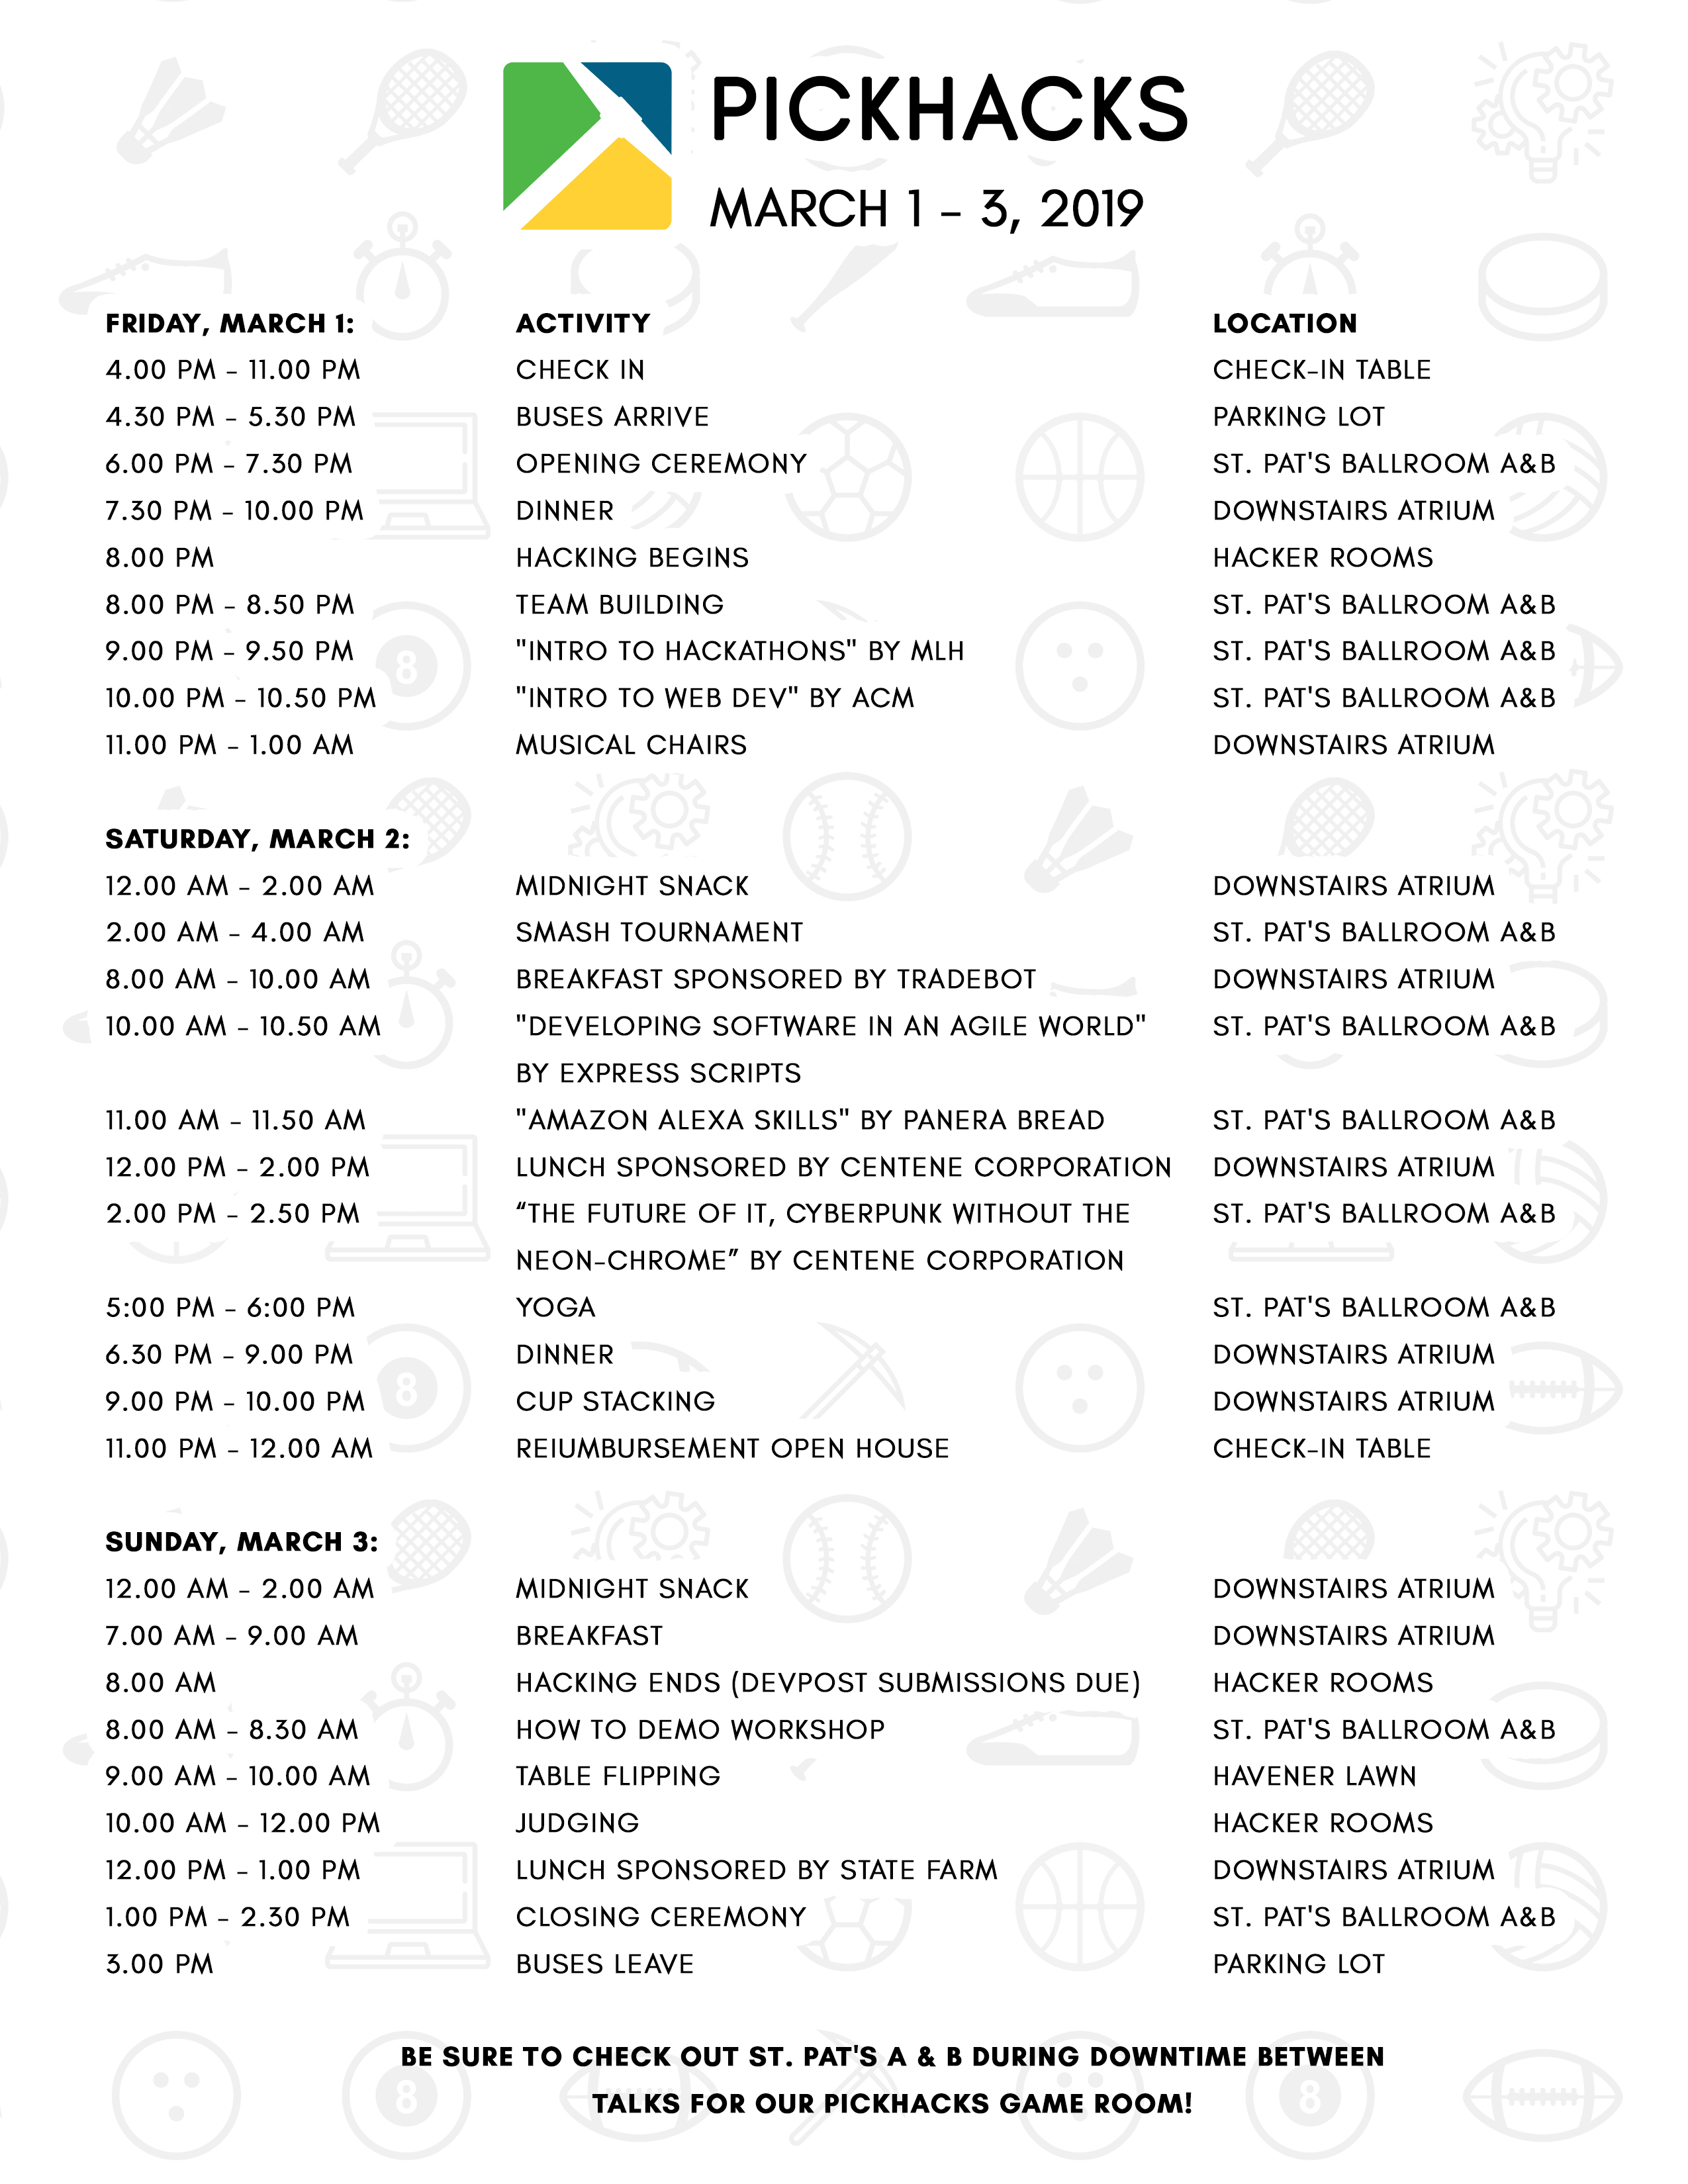 PICKHACKS
MARCH 1 - 3, 2019
FRIDAY, MARCH 1: ACTIVITY LOCATION
4.00 PM - 11.00 PM CHECK IN CHECK-IN TABLE
4.30 PM - 5.30 PM BUSES ARRIVE PARKING LOT
6.00 PM - 7.30 PM OPENING CEREMONY ST. PAT'S BALLROOM A&B
7.30 PM - 10.00 PM DINNER DOWNSTAIRS ATRIUM
8.00 PM HACKING BEGINS HACKER ROOMS
8.00 PM - 8.50 PM TEAM BUILDING ST. PAT'S BALLROOM A&B
9.00 PM - 9.50 PM "INTRO TO HACKATHONS" BY MLH ST. PAT'S BALLROOM A&B
10.00 PM - 10.50 PM "INTRO TO WEB DEV" BY ACM ST. PAT'S BALLROOM A&B
11.00 PM - 1.00 AM MUSICAL CHAIRS DOWNSTAIRS ATRIUM
SATURDAY, MARCH 2:
12.00 AM - 2.00 AM MIDNIGHT SNACK DOWNSTAIRS ATRIUM
2.00 AM - 4.00 AM SMASH TOURNAMENT ST. PAT'S BALLROOM A&B
8.00 AM - 10.00 AM BREAKFAST SPONSORED BY TRADEBOT DOWNSTAIRS ATRIUM
10.00 AM - 10.50 AM "DEVELOPING SOFTWARE IN AN AGILE WORLD" ST. PAT'S BALLROOM A&B
BY EXPRESS SCRIPTS
11.00 AM - 11.50 AM "AMAZON ALEXA SKILLS" BY PANERA BREAD ST. PAT'S BALLROOM A&B
12.00 PM - 2.00 PM LUNCH SPONSORED BY CENTENE CORPORATION DOWNSTAIRS ATRIUM
2.00 PM - 2.50 PM “THE FUTURE OF IT, CYBERPUNK WITHOUT THE ST. PAT'S BALLROOM A&B
NEON-CHROME” BY CENTENE CORPORATION
5:00 PM - 6:00 PM YOGA ST. PAT'S BALLROOM A&B
6.30 PM - 9.00 PM DINNER DOWNSTAIRS ATRIUM
9.00 PM - 10.00 PM CUP STACKING DOWNSTAIRS ATRIUM
11.00 PM - 12.00 AM REIUMBURSEMENT OPEN HOUSE CHECK-IN TABLE
SUNDAY, MARCH 3:
12.00 AM - 2.00 AM MIDNIGHT SNACK DOWNSTAIRS ATRIUM
7.00 AM - 9.00 AM BREAKFAST DOWNSTAIRS ATRIUM
8.00 AM HACKING ENDS (DEVPOST SUBMISSIONS DUE) HACKER ROOMS
8.00 AM - 8.30 AM HOW TO DEMO WORKSHOP ST. PAT'S BALLROOM A&B
9.00 AM - 10.00 AM TABLE FLIPPING HAVENER LAWN
10.00 AM - 12.00 PM JUDGING HACKER ROOMS
12.00 PM - 1.00 PM LUNCH SPONSORED BY STATE FARM DOWNSTAIRS ATRIUM
1.00 PM - 2.30 PM CLOSING CEREMONY ST. PAT'S BALLROOM A&B
3.00 PM BUSES LEAVE PARKING LOT
BE SURE TO CHECK OUT ST. PAT'S A & B DURING DOWNTIME BETWEEN
TALKS FOR OUR PICKHACKS GAME ROOM!